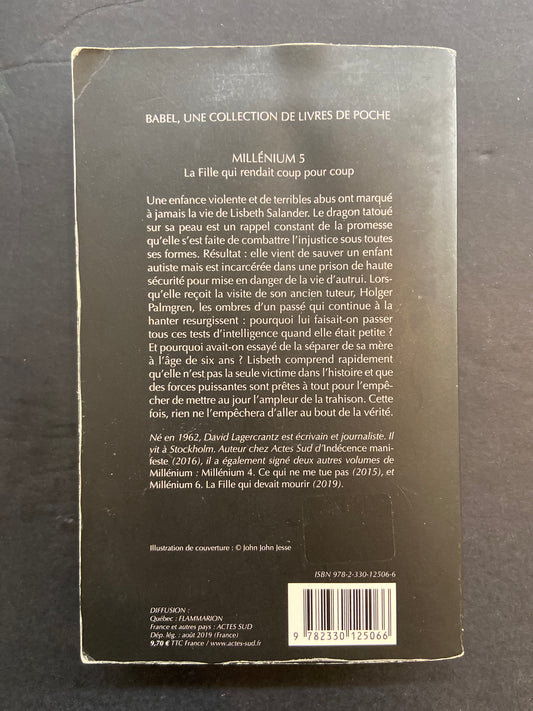 BABEL, UNE COLLECTION DE LIVRES DE POCHE
MILLÉNIUM 5
La Fille qui rendait coup pour coup
Une enfance violente et de terribles abus ont marqué
à jamais la vie de Lisbeth Salander. Le dragon tatoué
sur sa peau est un rappel constant de la promesse
qu'elle s'est faite de combattre l'injustice sous toutes
ses formes. Résultat : elle vient de sauver un enfant
autiste mais est incarcérée dans une prison de haute
sécurité pour mise en danger de la vie d'autrui. Lors-
qu'elle reçoit la visite de son ancien tuteur, Holger
Palmgren, les ombres d'un passé qui continue à la
hanter resurgissent : pourquoi lui faisait-on passer
tous ces tests d'intelligence quand elle était petite ?
Et pourquoi avait-on essayé de la séparer de sa mère
à l'âge de six ans ? Lisbeth comprend rapidement
qu'elle n'est pas la seule victime dans l'histoire et que
des forces puissantes sont prêtes à tout pour l'empê-
cher de mettre au jour l'ampleur de la trahison. Cette
fois, rien ne l'empêchera d'aller au bout de la vérité.
Né en 1962, David Lagercrantz est écrivain et journaliste. Il
vit à Stockholm. Auteur chez Actes Sud d'Indécence mani-
feste (2016), il a également signé deux autres volumes de
Millénium : Millénium 4. Ce qui ne me tue pas (2015), et
Millénium 6. La Fille qui devait mourir (2019).
Illustration de couverture : © John John Jesse
ISBN 978-2-330-12506-6
DIFFUSION :
Québec : FLAMMARION
France et autres pays : ACTES SUD
Dép. lég. : août 2019 (France)
9,70 € TTC France / www.actes-sud.fr
9 782330 125066